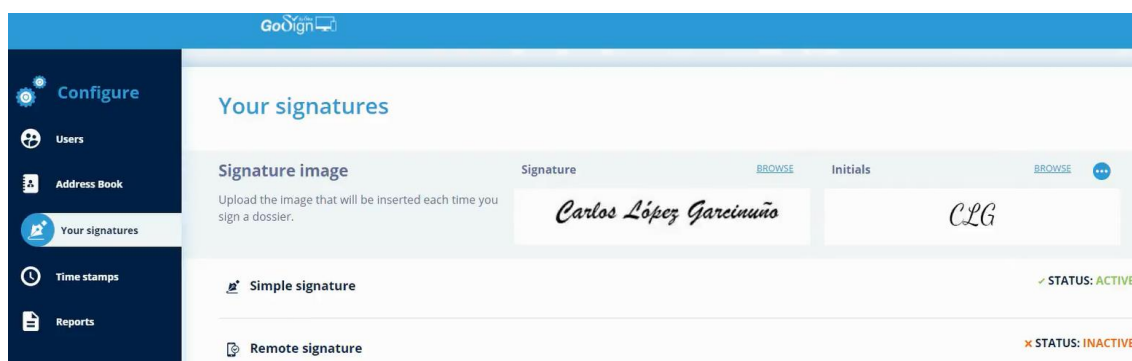 GoSign
Configure
Users
Address Book
Your signatures
Time stamps
Reports
Your signatures
Signature image
Upload the image that will be inserted each time you
sign a dossier.
Signature BROWSE
Carlos López Garcinuño
Initials BROWSE
CLG
Simple signature
✓ STATUS: ACTIVE
Remote signature
× STATUS: INACTIVE